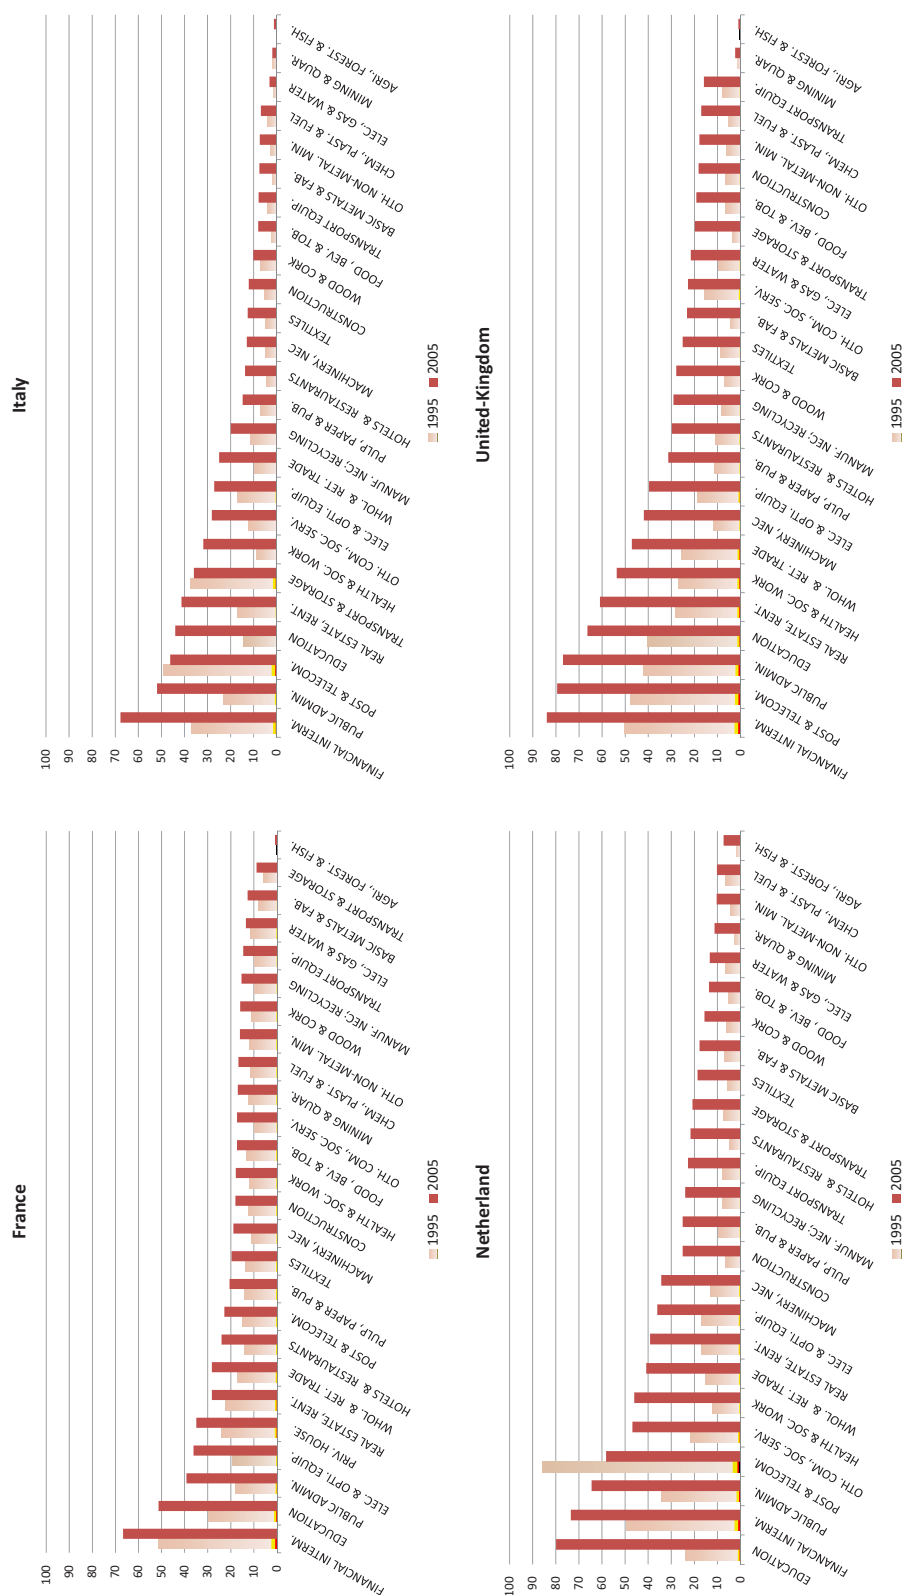 France
100
90
80
70
60
50
40
30
20
10
0
FINANCIAL INTERM.
EDUCATION
PUBLIC ADMIN.
ELEC. & OPTI. EQUIP.
PRIV. HOUSE.
REAL ESTATE, RENT.
WHOL. & RET. TRADE
HOTELS & RESTAURANTS
POST & TELECOM.
PULP, PAPER & PUB.
TEXTILES
MACHINERY, NEC
CONSTRUCTION
HEALTH & SOC. WORK
FOOD, BEV. & TOB.
OTH. SOC, COM, SERV.
MINING & QUAR.
CHEM, PLAST. & FUEL
OTH. NON-METAL. MIN.
WOOD & CORK
MANUF. NEC; RECYCLING
TRANSPORT EQUIP.
ELEC, GAS & WATER
BASIC METALS & FAB.
TRANSPORT & STORAGE
AGRI., FOREST. & FISH.
1995 2005
Italy
100
90
80
70
60
50
40
30
20
10
0
FINANCIAL INTERM.
PUBLIC ADMIN.
POST & TELECOM.
EDUCATION
REAL ESTATE, RENT.
TRANSPORT & STORAGE
HEALTH & SOC. WORK
OTH. COM, SOC. SERV.
ELEC. & OPTI. EQUIP.
WHOL. & RET. TRADE
MANUF. NEC; RECYCLING
PULP, PAPER & PUB.
HOTELS & RESTAURANTS
MACHINERY, NEC
TEXTILES
CONSTRUCTION
WOOD & CORK
FOOD , BEV. & TOB.
TRANSPORT EQUIP.
BASIC METALS & FAB.
OTH. NON-METAL. MIN.
CHEM, PLAST. & FUEL
ELEC, GAS & WATER
MINING & QUAR.
AGRI., FOREST. & FISH.
1995 2005
Netherland
100
90
80
70
60
50
40
30
20
10
0
EDUCATION
FINANCIAL INTERM.
PUBLIC ADMIN.
POST & TELECOM.
OTH. COM, SOC. SERV.
HEALTH & SOC. WORK
WHOL. & RET. TRADE
REAL ESTATE, RENT.
ELEC. & OPTI. EQUIP.
MACHINERY, NEC
CONSTRUCTION
PULP, PAPER & PUB.
MANUF. NEC; RECYCLING
TRANSPORT EQUIP.
HOTELS & RESTAURANTS
TRANSPORT & STORAGE
TEXTILES
BASIC METALS & FAB.
WOOD & CORK
FOOD , BEV. & TOB.
ELEC, GAS & WATER
MINING & QUAR.
OTH. NON METAL. MIN.
CHEM, PLAST. & FUEL
AGRI., FOREST. & FISH.
1995 2005
United-Kingdom
100
90
80
70
60
50
40
30
20
10
0
FINANCIAL INTERM.
POST & TELECOM.
PUBLIC ADMIN.
EDUCATION
REAL ESTATE, RENT.
HEALTH & SOC. WORK
WHOL. & RET. TRADE
MACHINERY, NEC
ELEC. & OPTI. EQUIP.
PULP, PAPER & PUB.
HOTELS & RESTAURANTS
MANUF. NEC; RECYCLING
WOOD & CORK
TEXTILES
BASIC METALS & FAB.
OTH. SOC, COM, SERV.
ELEC, GAS & WATER
TRANSPORT & STORAGE
FOOD , BEV. & TOB.
CONSTRUCTION
OTH. NON-METAL. MIN.
CHEM, PLAST. & FUEL
TRANSPORT EQUIP.
MINING & QUAR.
AGRI., FOREST. & FISH.
1995 2005